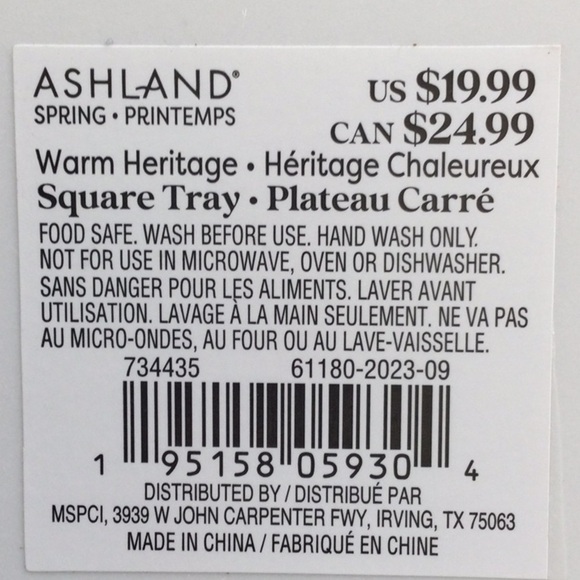 ASHLAND®
SPRING • PRINTEMPS
US $19.99
CAN $24.99
Warm Heritage • Héritage Chaleureux
Square Tray • Plateau Carré
FOOD SAFE. WASH BEFORE USE. HAND WASH ONLY.
NOT FOR USE IN MICROWAVE, OVEN OR DISHWASHER.
SANS DANGER POUR LES ALIMENTS. LAVER AVANT
UTILISATION. LAVAGE À LA MAIN SEULEMENT. NE VA PAS
AU MICRO-ONDES, AU FOUR OU AU LAVE-VAISSELLE.
734435 61180-2023-09
1 95158 05930 4
DISTRIBUTED BY / DISTRIBUÉ PAR
MSPCI, 3939 W JOHN CARPENTER FWY, IRVING, TX 75063
MADE IN CHINA / FABRIQUÉ EN CHINE